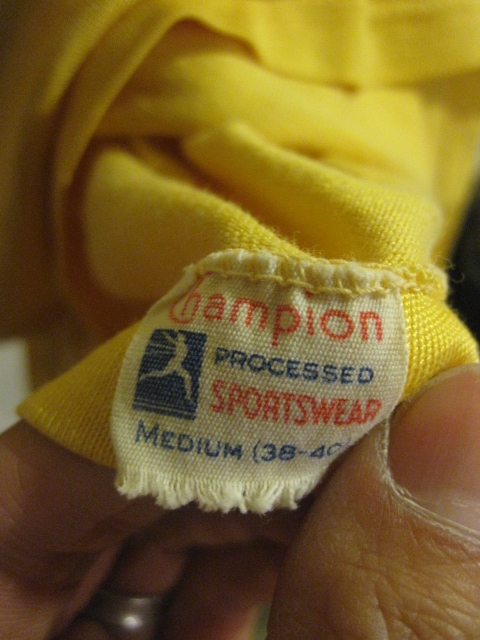 Champion
PROCESSED
SPORTSWEAR
MEDIUM (38-40